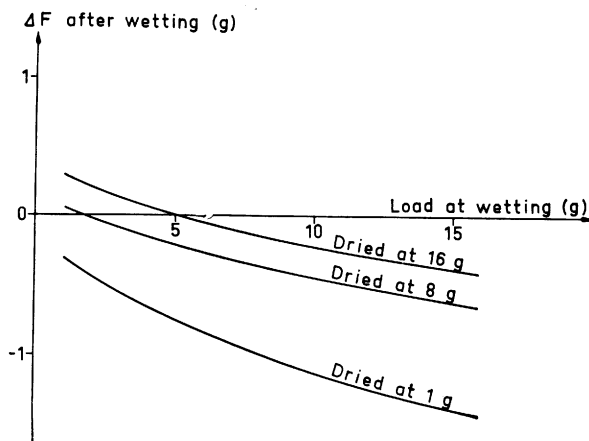 ΔF after wetting (g)
1
0
Load at wetting (g)
5
10
15
Dried at 16 g
Dried at 8 g
-1
Dried at 1 g